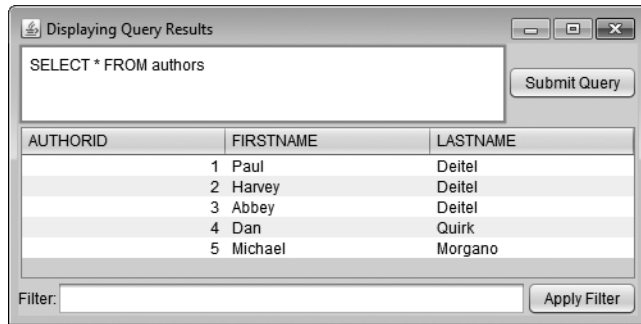 Displaying Query Results
SELECT * FROM authors
Submit Query
AUTHORID FIRSTNAME LASTNAME
1 Paul Deitel
2 Harvey Deitel
3 Abbey Deitel
4 Dan Quirk
5 Michael Morgano
Filter: Apply Filter